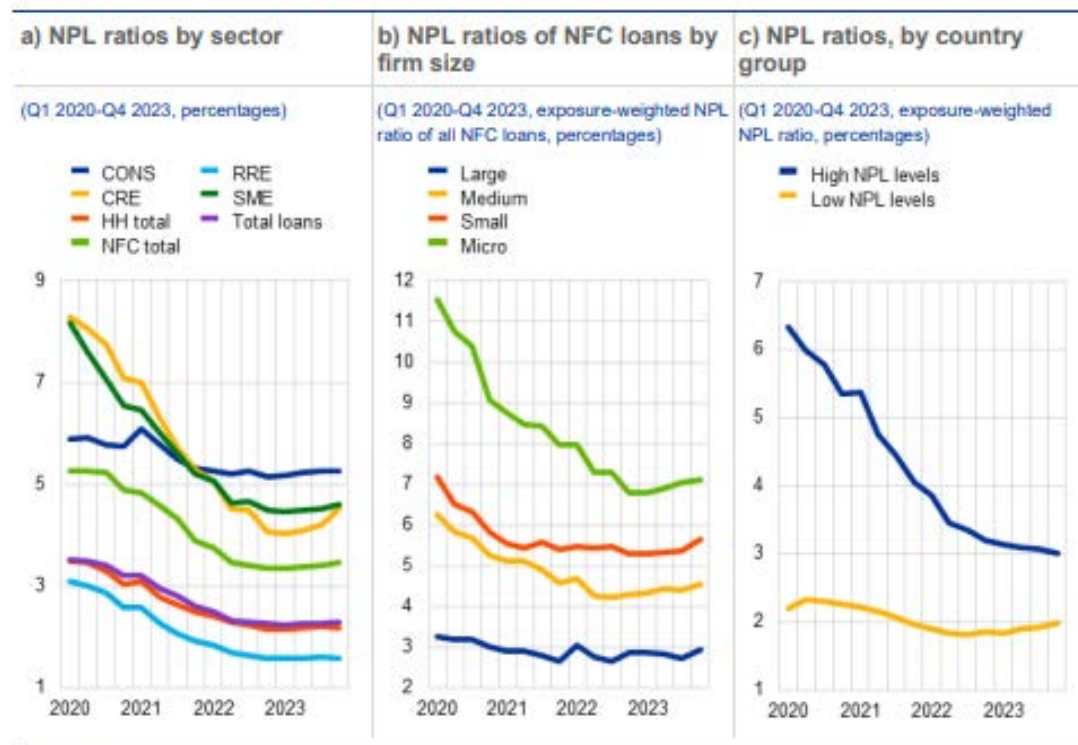 a) NPL ratios by sector
(Q1 2020-Q4 2023, percentages)
CONS
CRE
HH total
NFC total
RRE
SME
Total loans
9
7
5
3
1
2020 2021 2022 2023
b) NPL ratios of NFC loans by
firm size
(Q1 2020-Q4 2023, exposure-weighted NPL
ratio of all NFC loans, percentages)
Large
Medium
Small
Micro
12
11
10
9
8
7
6
5
4
3
2
2020 2021 2022 2023
c) NPL ratios, by country
group
(Q1 2020-Q4 2023, exposure-weighted
NPL ratio, percentages)
High NPL levels
Low NPL levels
7
6
5
4
3
2
1
2020 2021 2022 2023